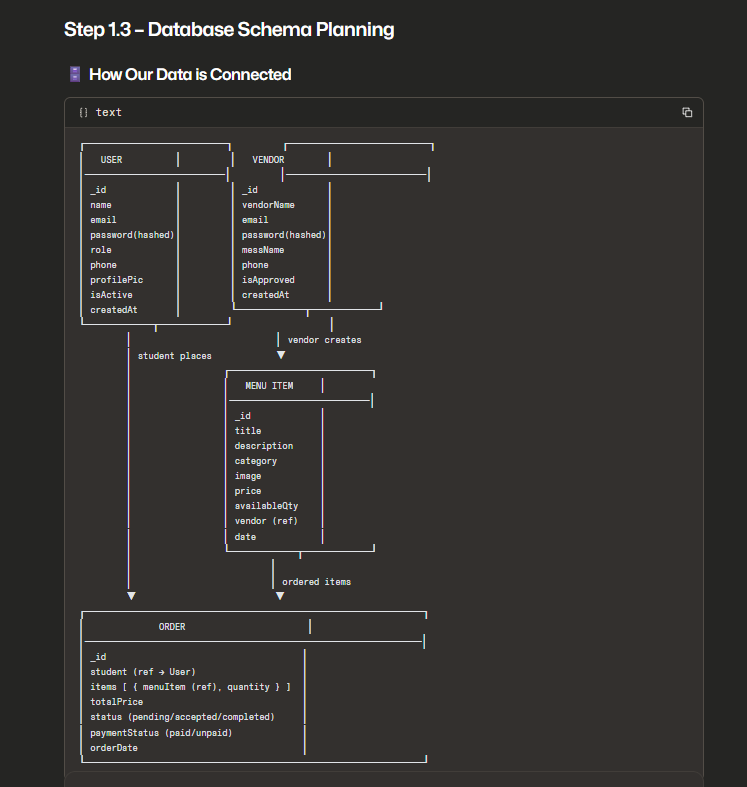 Step 1.3 – Database Schema Planning
How Our Data is Connected
{} text
USER VENDOR
_id _id
name vendorName
email email
password(hashed) password(hashed)
role messName
phone phone
profilePic isApproved
isActive createdAt
createdAt
vendor creates
student places
MENU ITEM
_id
title
description
category
image
price
availableQty
vendor (ref)
date
ordered items
ORDER
_id
student (ref → User)
items [ { menuItem (ref), quantity } ]
totalPrice
status (pending/accepted/completed)
paymentStatus (paid/unpaid)
orderDate